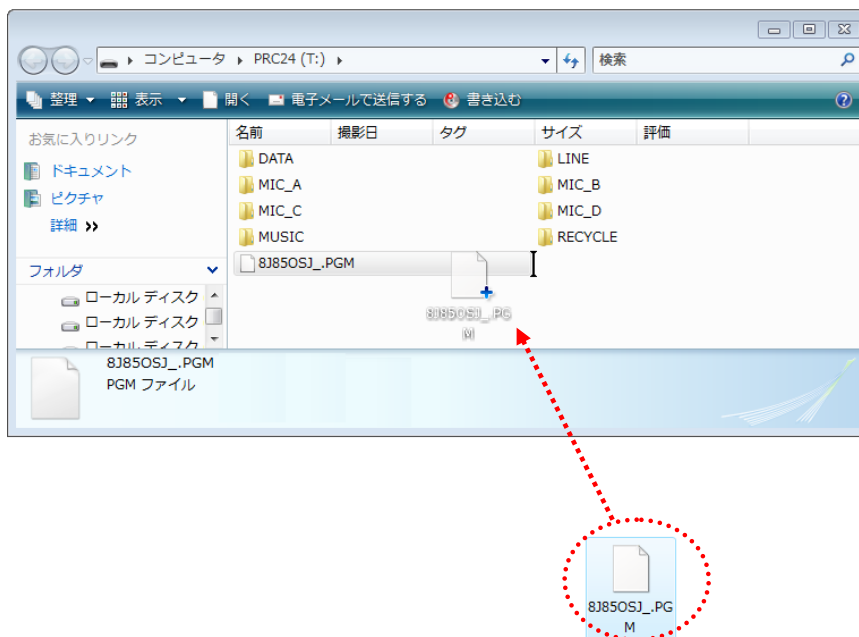 コンピュータ ▸ PRC24 (T:) ▸
検索
整理 表示 開く 電子メールで送信する 書き込む
お気に入りリンク
ドキュメント
ピクチャ
詳細 »
フォルダ
ローカル ディスク
ローカル ディスク
ローカル ディスク
名前 撮影日 タグ サイズ 評価
DATA LINE
MIC_A MIC_B
MIC_C MIC_D
MUSIC RECYCLE
8J85OSJ_.PGM
8J85OSJ_.PG
M
8J85OSJ_.PGM
PGM ファイル
8J85OSJ_.PG
M